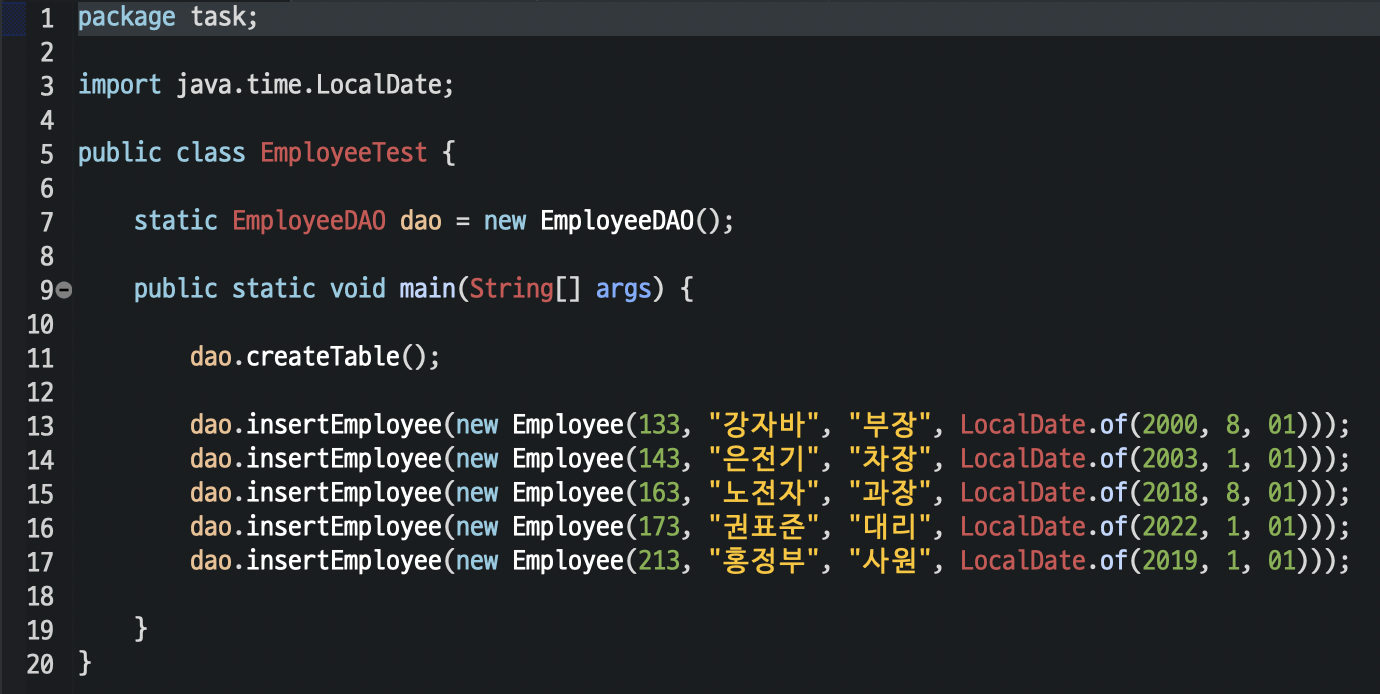 1 package task;
2
3 import java.time.LocalDate;
4
5 public class EmployeeTest {
6
7     static EmployeeDAO dao = new EmployeeDAO();
8
9     public static void main(String[] args) {
10
11         dao.createTable();
12
13         dao.insertEmployee(new Employee(133, "강자바", "부장", LocalDate.of(2000, 8, 01)));
14         dao.insertEmployee(new Employee(143, "은전기", "차장", LocalDate.of(2003, 1, 01)));
15         dao.insertEmployee(new Employee(163, "노전자", "과장", LocalDate.of(2018, 8, 01)));
16         dao.insertEmployee(new Employee(173, "권표준", "대리", LocalDate.of(2022, 1, 01)));
17         dao.insertEmployee(new Employee(213, "홍정부", "사원", LocalDate.of(2019, 1, 01)));
18
19     }
20 }